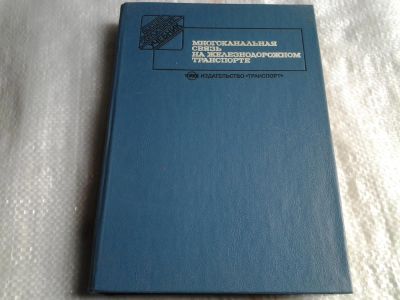 МНОГОКАНАЛЬНАЯ
СВЯЗЬ
НА ЖЕЛЕЗНОДОРОЖНОМ
ТРАНСПОРТЕ
ИЗДАТЕЛЬСТВО «ТРАНСПОРТ»